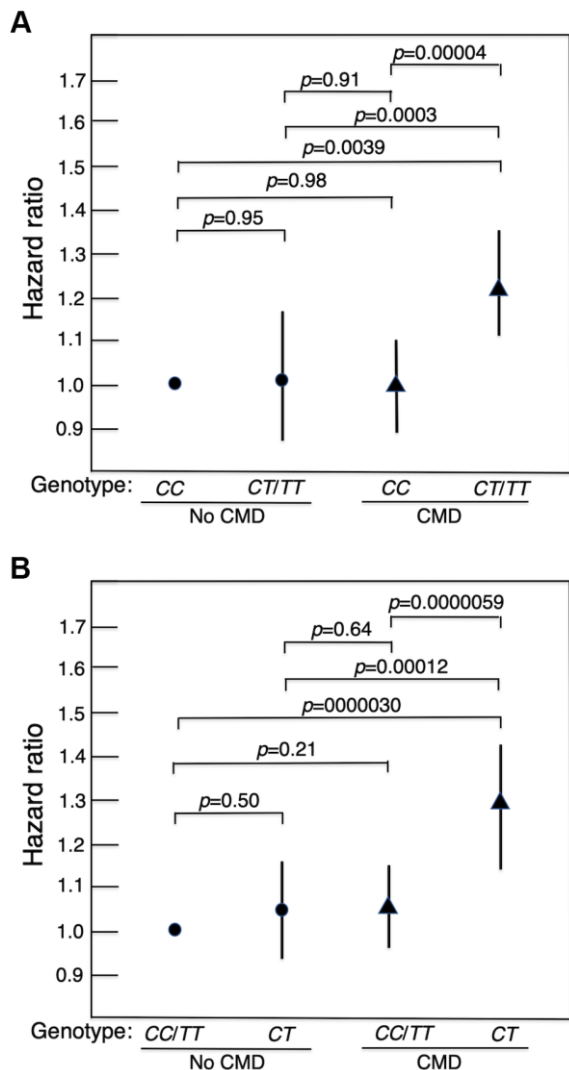 A
p=0.00004
1.7
p=0.91
1.6
p=0.0003
1.5
p=0.0039
p=0.98
1.4
p=0.95
1.3
1.2
1.1
1.0
0.9
Hazard ratio
Genotype: CC CT/TT CC CT/TT
No CMD CMD
B
p=0.0000059
1.7
p=0.64
1.6
p=0.00012
1.5
p=0000030
1.4
p=0.21
1.3
p=0.50
1.2
1.1
1.0
0.9
Hazard ratio
Genotype: CC/TT CT CC/TT CT
No CMD CMD